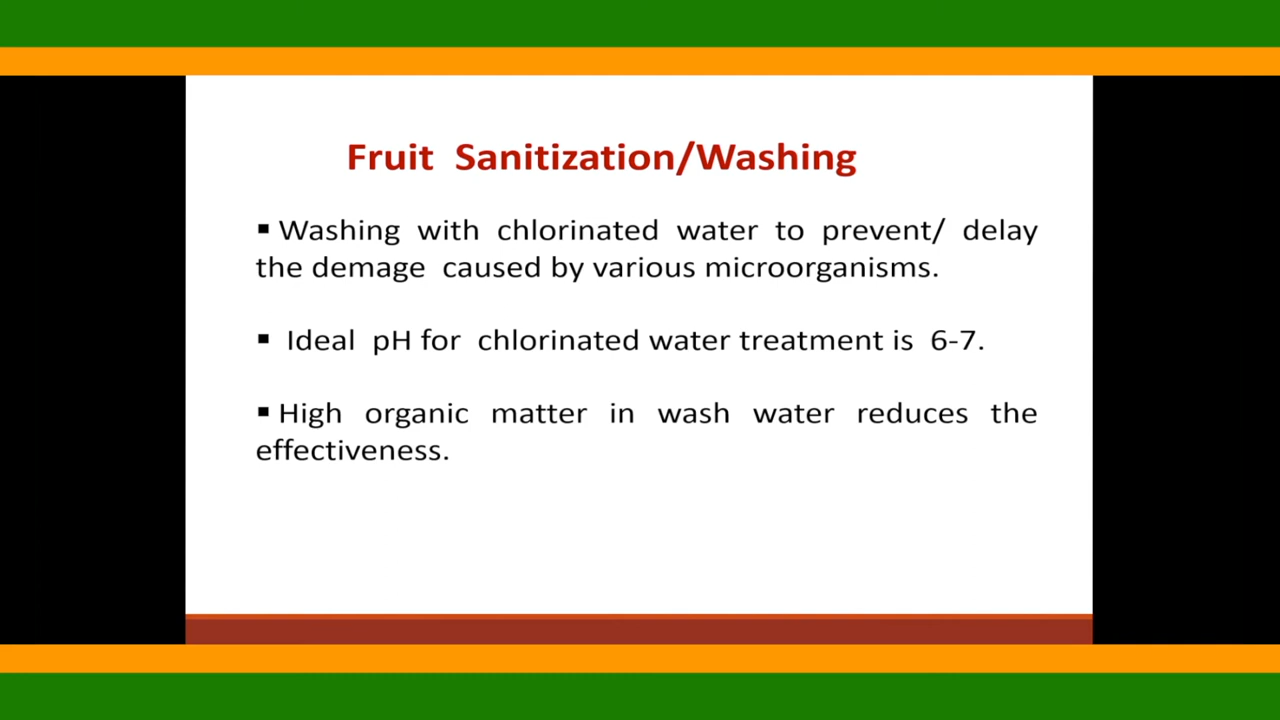 Fruit Sanitization/Washing
▪ Washing with chlorinated water to prevent/ delay
the demage caused by various microorganisms.
▪ Ideal pH for chlorinated water treatment is 6-7.
▪ High organic matter in wash water reduces the
effectiveness.